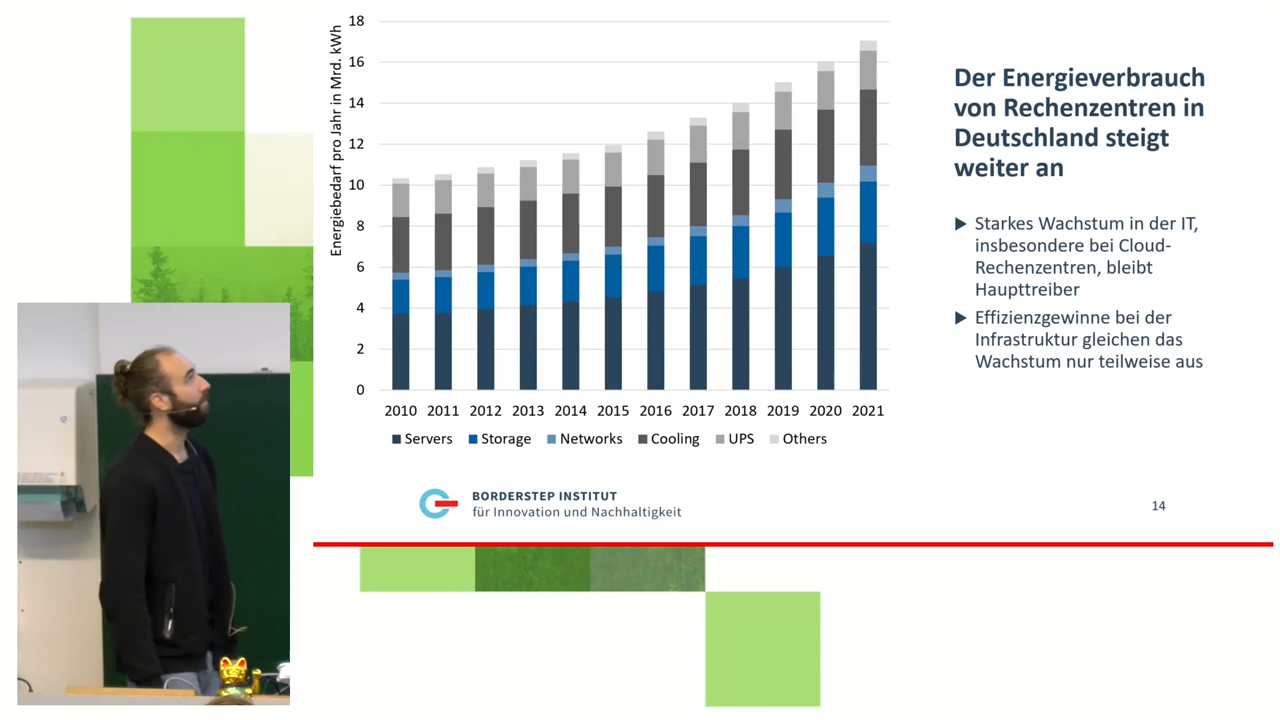 Energiebedarf pro Jahr in Mrd. kWh
18
16
14
12
10
8
6
4
2
0
2010 2011 2012 2013 2014 2015 2016 2017 2018 2019 2020 2021
Servers Storage Networks Cooling UPS Others
Der Energieverbrauch
von Rechenzentren in
Deutschland steigt
weiter an
Starkes Wachstum in der IT,
insbesondere bei Cloud-
Rechenzentren, bleibt
Haupttreiber
Effizienzgewinne bei der
Infrastruktur gleichen das
Wachstum nur teilweise aus
BORDERSTEP INSTITUT
für Innovation und Nachhaltigkeit
14